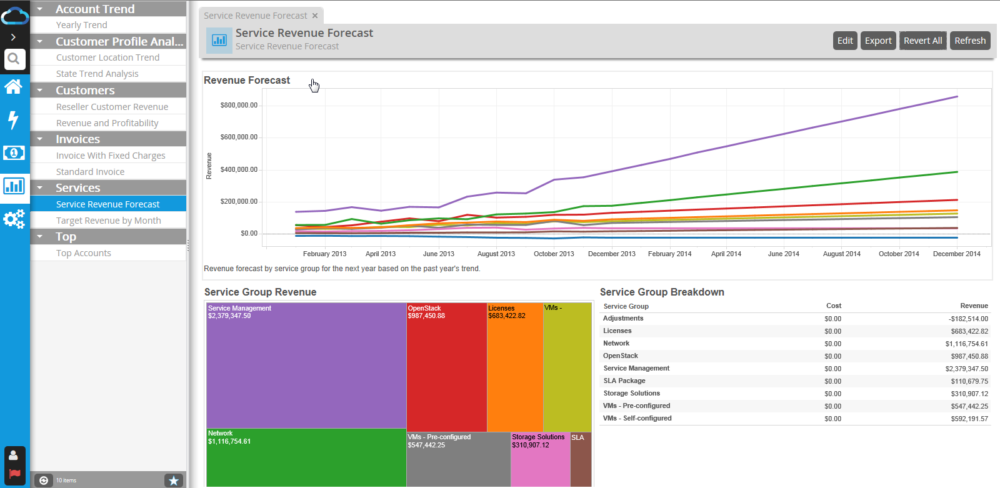 Account Trend
Yearly Trend
Customer Profile Anal...
Customer Location Trend
State Trend Analysis
Customers
Reseller Customer Revenue
Revenue and Profitability
Invoices
Invoice With Fixed Charges
Standard Invoice
Services
Service Revenue Forecast
Target Revenue by Month
Top
Top Accounts
10 items
Service Revenue Forecast ×
Service Revenue Forecast
Service Revenue Forecast
Edit Export Revert All Refresh
Revenue Forecast
Revenue
$800,000.00
$600,000.00
$400,000.00
$200,000.00
$0.00
February 2013 April 2013 June 2013 August 2013 October 2013 December 2013 February 2014 April 2014 June 2014 August 2014 October 2014 December 2014
Revenue forecast by service group for the next year based on the past year's trend.
Service Group Revenue
Service Management
$2,379,347.50
OpenStack
$987,450.88
Licenses
$683,422.82
VMs -
Network
$1,116,754.61
VMs - Pre-configured
$547,442.25
Storage Solutions
$310,907.12
SLA
Service Group Breakdown
Service Group Cost Revenue
Adjustments $0.00 -$182,514.00
Licenses $0.00 $683,422.82
Network $0.00 $1,116,754.61
OpenStack $0.00 $987,450.88
Service Management $0.00 $2,379,347.50
SLA Package $0.00 $110,679.75
Storage Solutions $0.00 $310,907.12
VMs - Pre-configured $0.00 $547,442.25
VMs - Self-configured $0.00 $592,191.57